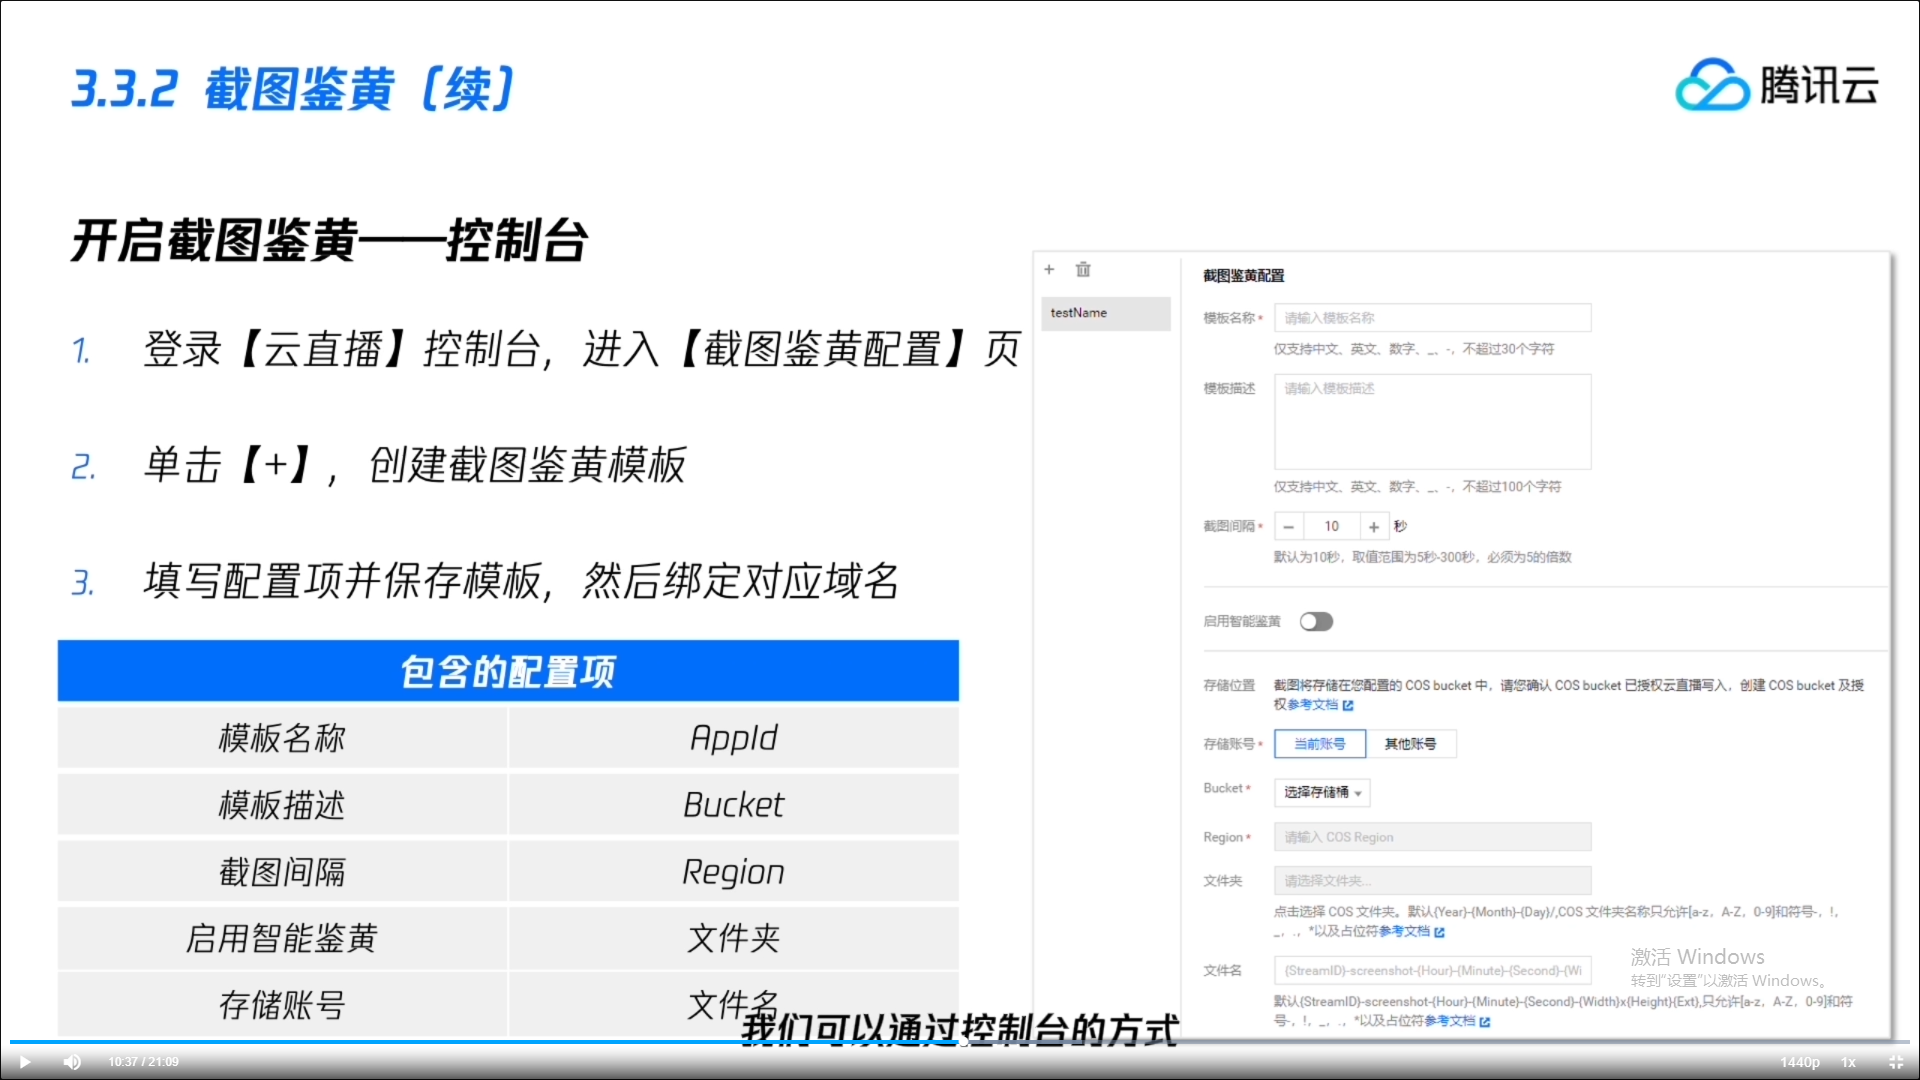 3.3.2 截图鉴黄（续）
腾讯云
开启截图鉴黄——控制台
1. 登录【云直播】控制台，进入【截图鉴黄配置】页
2. 单击【+】，创建截图鉴黄模板
3. 填写配置项并保存模板，然后绑定对应域名
包含的配置项
模板名称 AppId
模板描述 Bucket
截图间隔 Region
启用智能鉴黄 文件夹
存储账号 文件名
+
testName
截图鉴黄配置
模板名称* 请输入模板名称
仅支持中文、英文、数字、_、-，不超过30个字符
模板描述 请输入模板描述
仅支持中文、英文、数字、_、-，不超过100个字符
截图间隔* − 10 + 秒
默认为10秒，取值范围为5秒-300秒，必须为5的倍数
启用智能鉴黄
存储位置 截图将存储在您配置的 COS bucket 中，请您确认 COS bucket 已授权云直播写入，创建 COS bucket 及授
权参考文档
存储账号* 当前账号 其他账号
Bucket* 选择存储桶
Region* 请输入 COS Region
文件夹 请选择文件夹...
点击选择 COS 文件夹。默认{Year}-{Month}-{Day}/,COS 文件夹名称只允许[a-z，A-Z，0-9]和符号-，!，
_，.，*以及占位符参考文档
文件名 {StreamID}-screenshot-{Hour}-{Minute}-{Second}-{Wi
默认{StreamID}-screenshot-{Hour}-{Minute}-{Second}-{Width}x{Height}{Ext},只允许[a-z，A-Z，0-9]和符
号-，!，_，.，*以及占位符参考文档
激活 Windows
转到"设置"以激活 Windows。
我们可以通过控制台的方式
10:37 / 21:09
1440p 1x